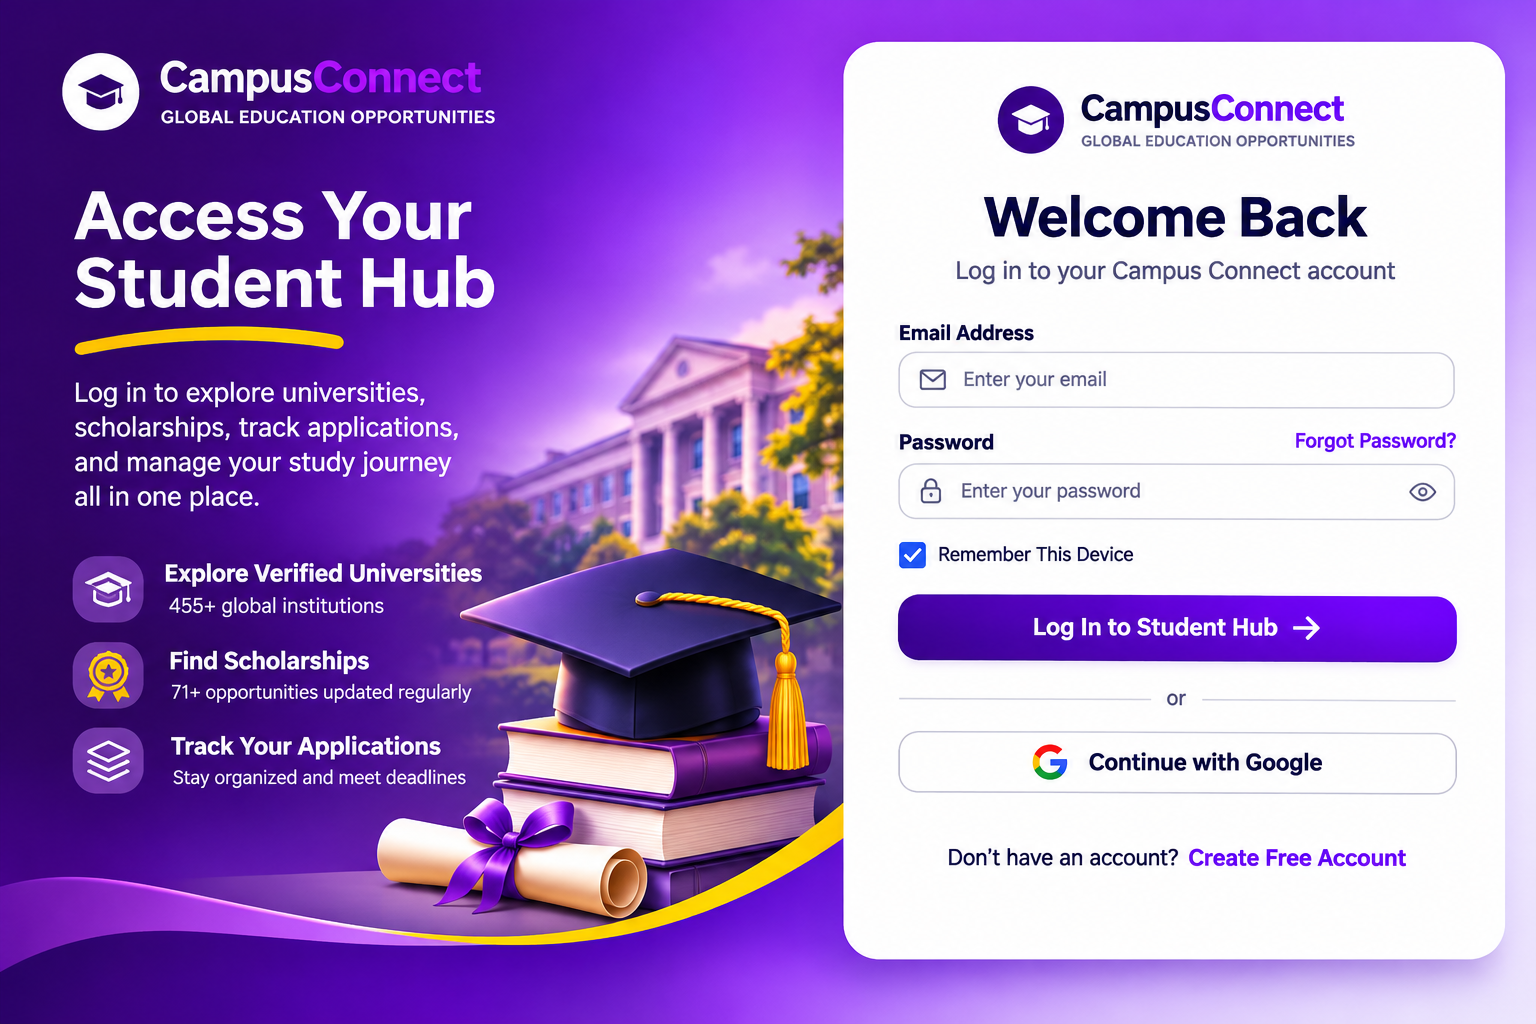 CampusConnect
GLOBAL EDUCATION OPPORTUNITIES
Access Your
Student Hub
Log in to explore universities,
scholarships, track applications,
and manage your study journey
all in one place.
Explore Verified Universities
455+ global institutions
Find Scholarships
71+ opportunities updated regularly
Track Your Applications
Stay organized and meet deadlines
CampusConnect
GLOBAL EDUCATION OPPORTUNITIES
Welcome Back
Log in to your Campus Connect account
Email Address
Enter your email
Password
Forgot Password?
Enter your password
Remember This Device
Log In to Student Hub →
or
Continue with Google
Don't have an account? Create Free Account